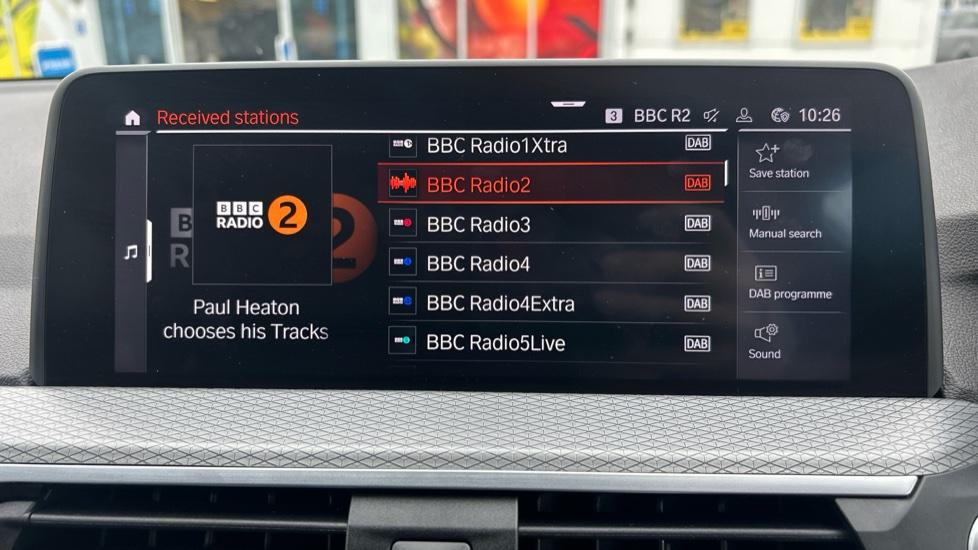 Received stations
3 BBC R2 10:26
BBC Radio1Xtra DAB
BBC Radio2 DAB
BBC Radio3 DAB
BBC Radio4 DAB
BBC Radio4Extra DAB
BBC Radio5Live DAB
BBC
RADIO 2
Paul Heaton
chooses his Tracks
Save station
Manual search
DAB programme
Sound